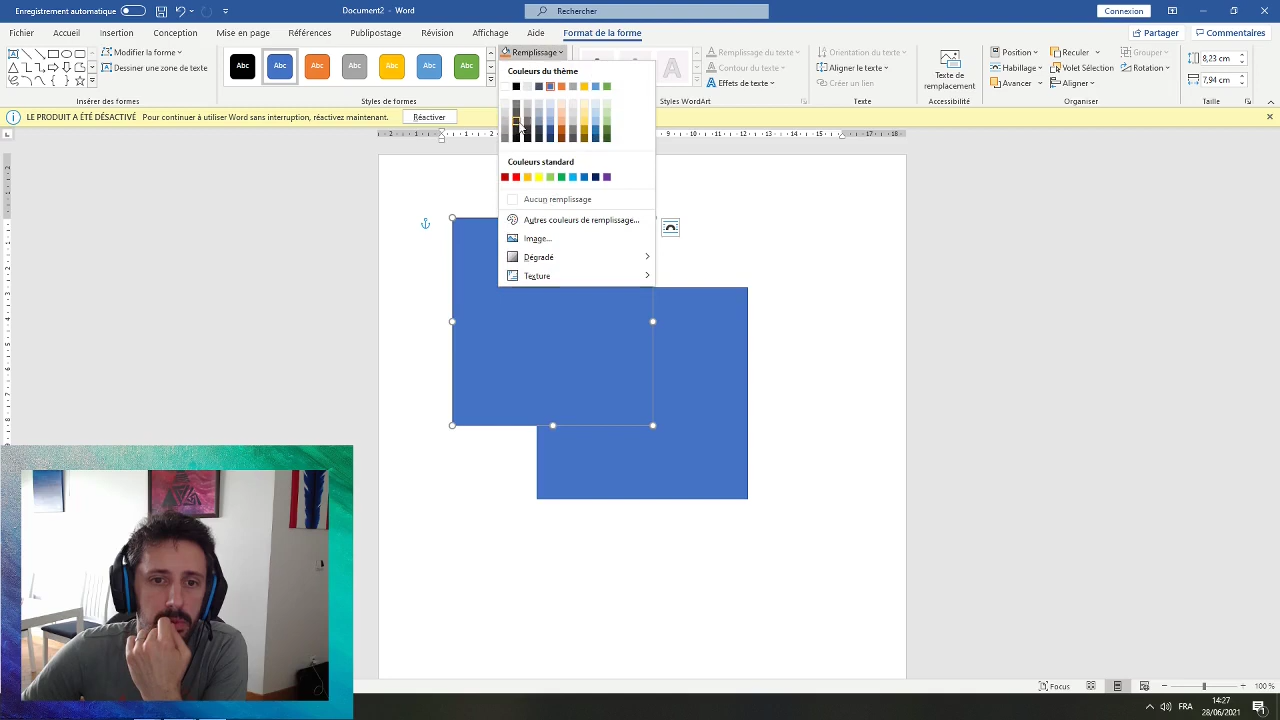 Enregistrement automatique
Document2 - Word
Rechercher
Connexion
Fichier Accueil Insertion Conception Mise en page Références Publipostage Révision Affichage Aide Format de la forme
Partager Commentaires
Modifier la forme
Dessiner une zone de texte
Insérer des formes
Abc Abc Abc Abc Abc Abc Abc
Styles de formes
Remplissage
Remplissage du texte
Contour du texte
Effets du texte
Styles WordArt
Orientation du texte
Aligner le texte
Créer un lien
Texte
Texte de
remplacement
Accessibilité
Position
Habillage
Avancer
Reculer
Volet Sélection
Aligner
Grouper
Rotation
Organiser
8,23 cm
7,94 cm
Taille
LE PRODUIT A ÉTÉ DÉSACTIVÉ Pour continuer à utiliser Word sans interruption, réactivez maintenant. Réactiver
Couleurs du thème
Couleurs standard
Aucun remplissage
Autres couleurs de remplissage...
Image...
Dégradé
Texture
Focus
100 %
FRA
14:27
28/06/2021